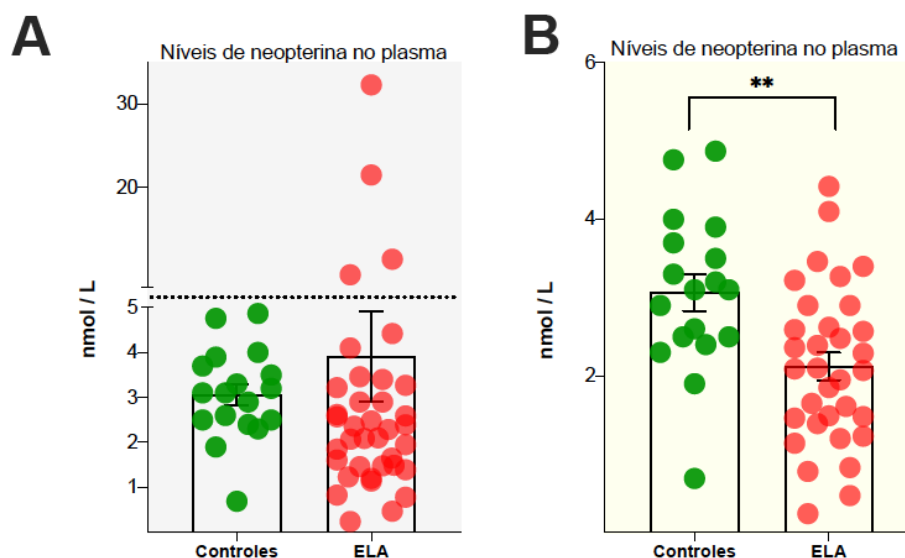 A
Níveis de neopterina no plasma
nmol / L
30
20
5
4
3
2
1
Controles
ELA
B
Níveis de neopterina no plasma
nmol / L
6
4
2
**
Controles
ELA